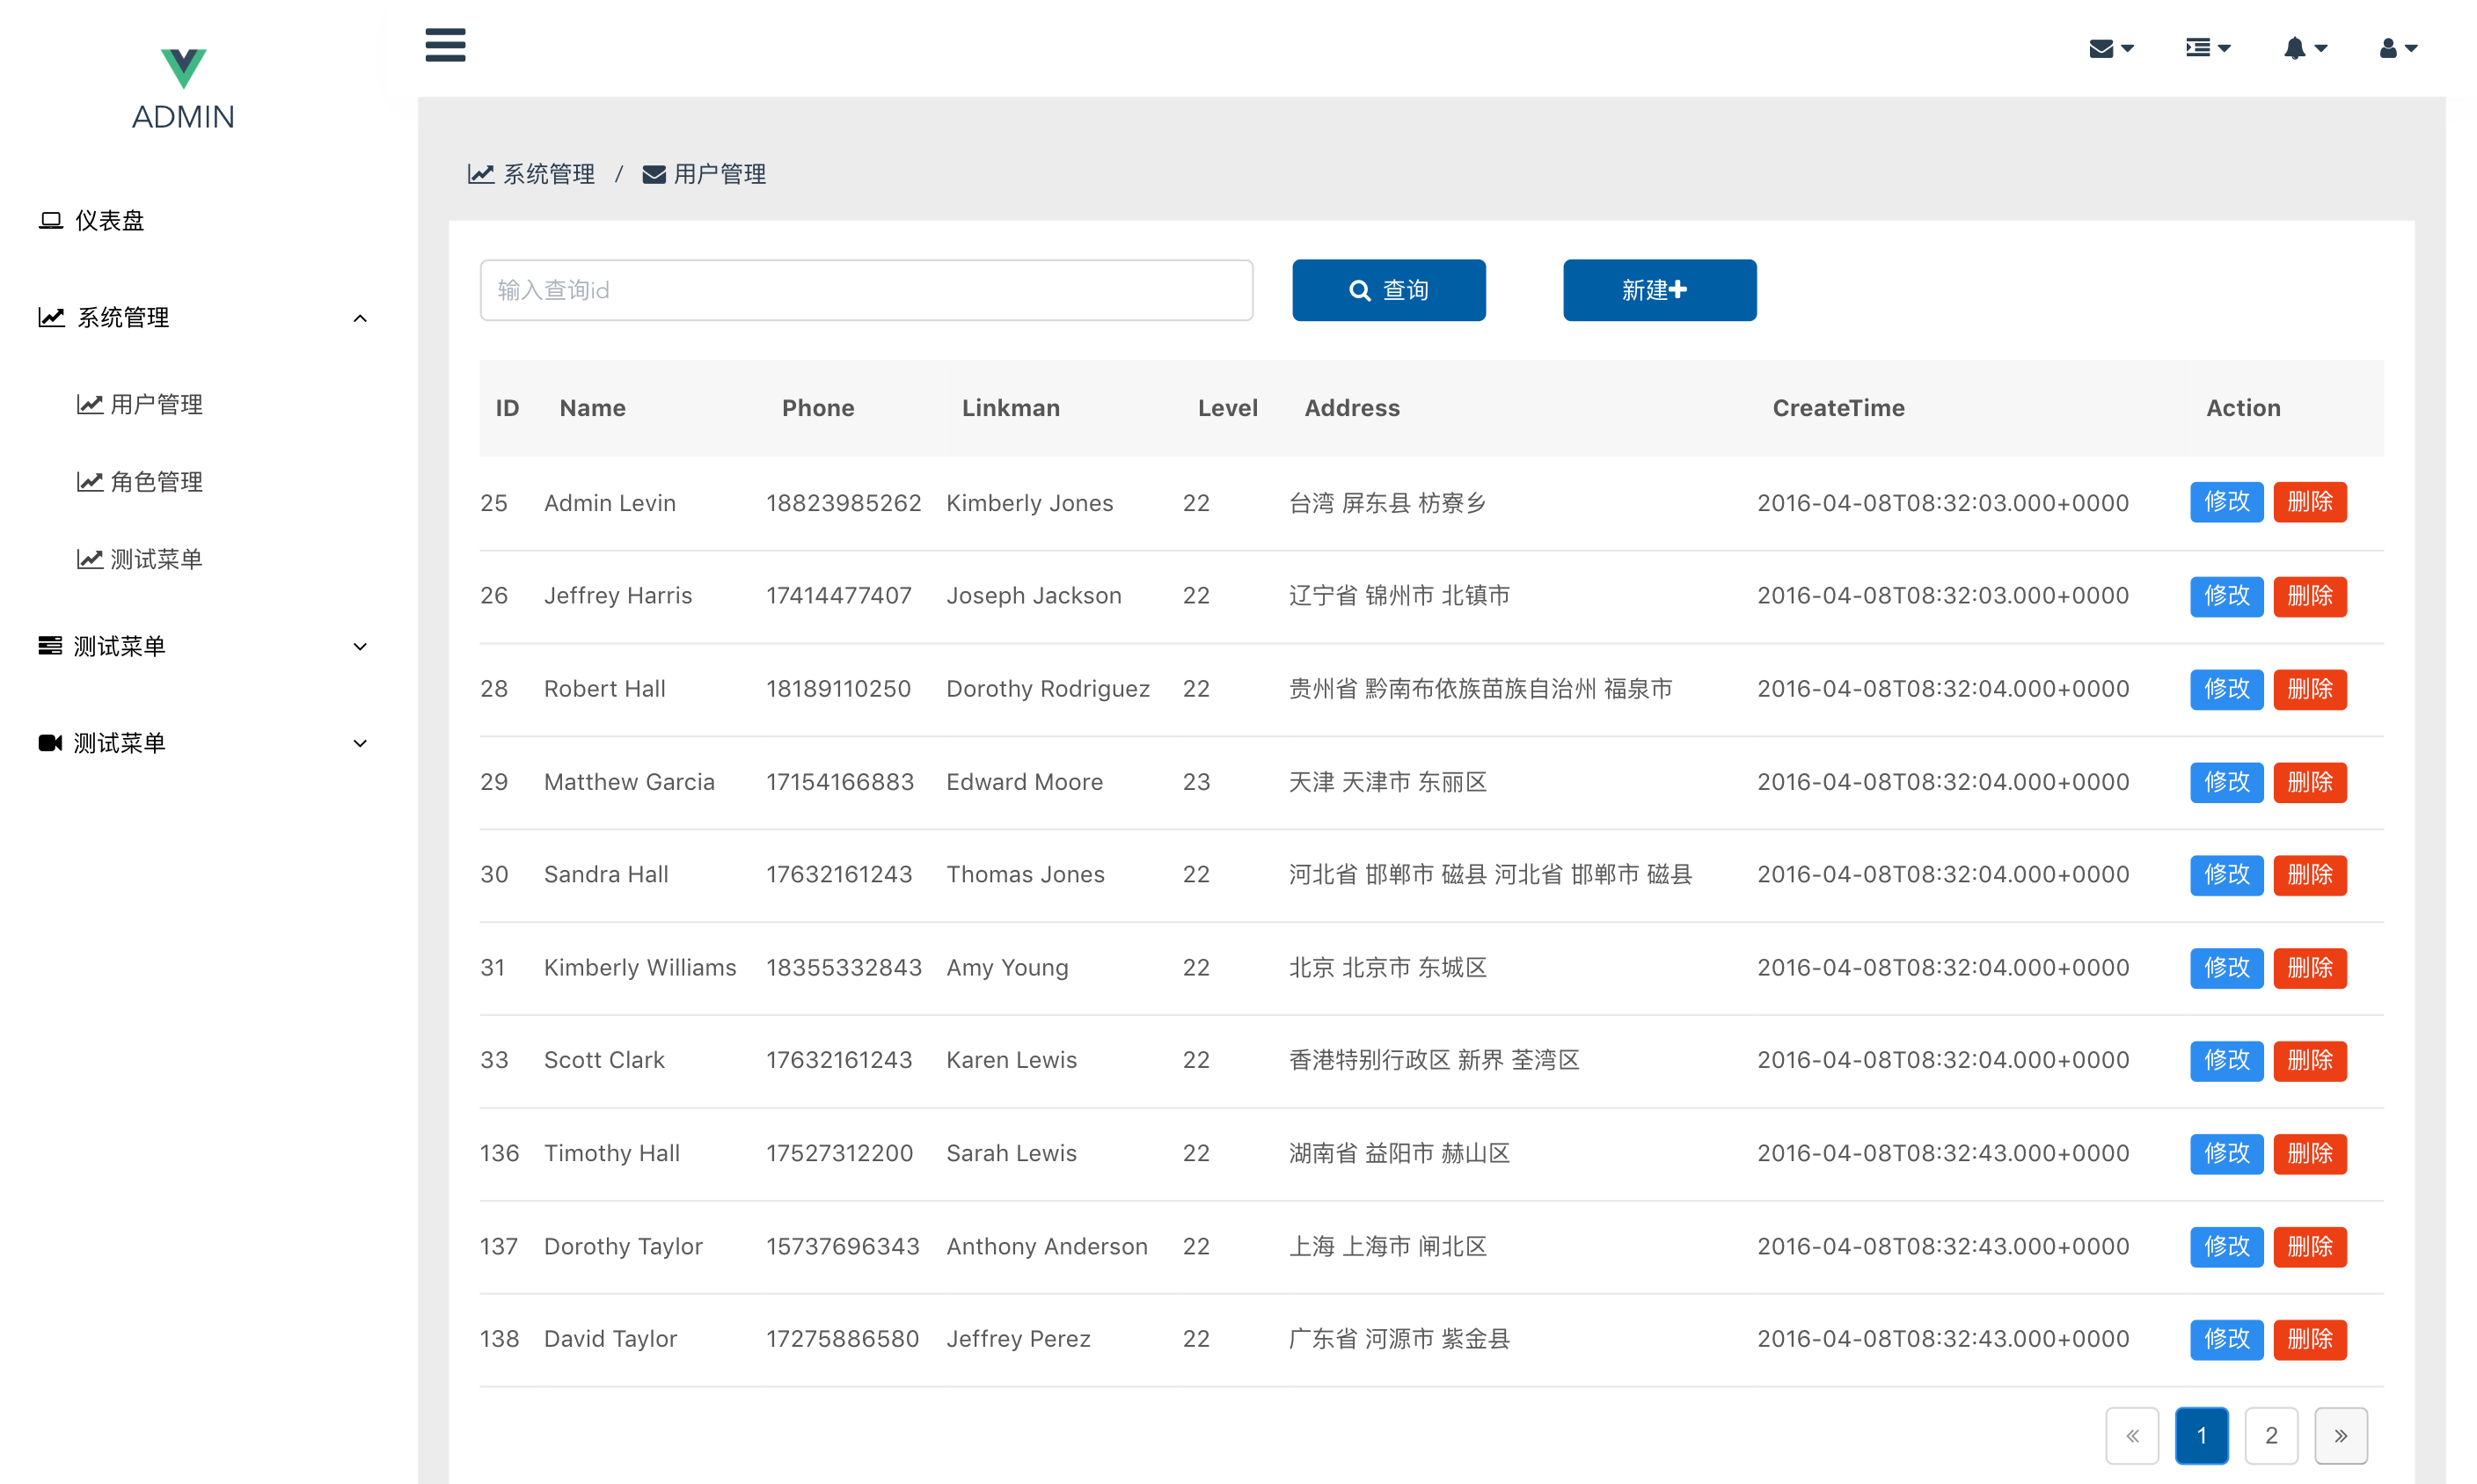 ADMIN
仪表盘
系统管理
用户管理
角色管理
测试菜单
测试菜单
测试菜单
系统管理 / 用户管理
输入查询id 查询 新建
ID Name Phone Linkman Level Address CreateTime Action
25 Admin Levin 18823985262 Kimberly Jones 22 台湾 屏东县 枋寮乡 2016-04-08T08:32:03.000+0000 修改 删除
26 Jeffrey Harris 17414477407 Joseph Jackson 22 辽宁省 锦州市 北镇市 2016-04-08T08:32:03.000+0000 修改 删除
28 Robert Hall 18189110250 Dorothy Rodriguez 22 贵州省 黔南布依族苗族自治州 福泉市 2016-04-08T08:32:04.000+0000 修改 删除
29 Matthew Garcia 17154166883 Edward Moore 23 天津 天津市 东丽区 2016-04-08T08:32:04.000+0000 修改 删除
30 Sandra Hall 17632161243 Thomas Jones 22 河北省 邯郸市 磁县 河北省 邯郸市 磁县 2016-04-08T08:32:04.000+0000 修改 删除
31 Kimberly Williams 18355332843 Amy Young 22 北京 北京市 东城区 2016-04-08T08:32:04.000+0000 修改 删除
33 Scott Clark 17632161243 Karen Lewis 22 香港特别行政区 新界 荃湾区 2016-04-08T08:32:04.000+0000 修改 删除
136 Timothy Hall 17527312200 Sarah Lewis 22 湖南省 益阳市 赫山区 2016-04-08T08:32:43.000+0000 修改 删除
137 Dorothy Taylor 15737696343 Anthony Anderson 22 上海 上海市 闸北区 2016-04-08T08:32:43.000+0000 修改 删除
138 David Taylor 17275886580 Jeffrey Perez 22 广东省 河源市 紫金县 2016-04-08T08:32:43.000+0000 修改 删除
« 1 2 »